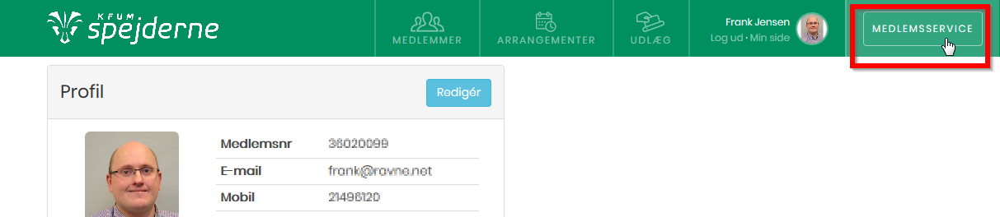 KFUM
spejderne
MEDLEMMER
ARRANGEMENTER
UDLÆG
Frank Jensen
Log ud · Min side
MEDLEMSSERVICE
Profil
Redigér
Medlemsnr 36020099
E-mail frank@ravne.net
Mobil 21496120